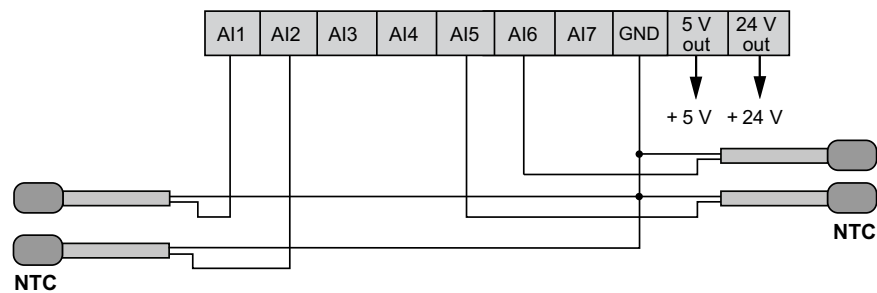 AI1 AI2 AI3 AI4 AI5 AI6 AI7 GND 5 V out 24 V out
+ 5 V + 24 V
NTC
NTC